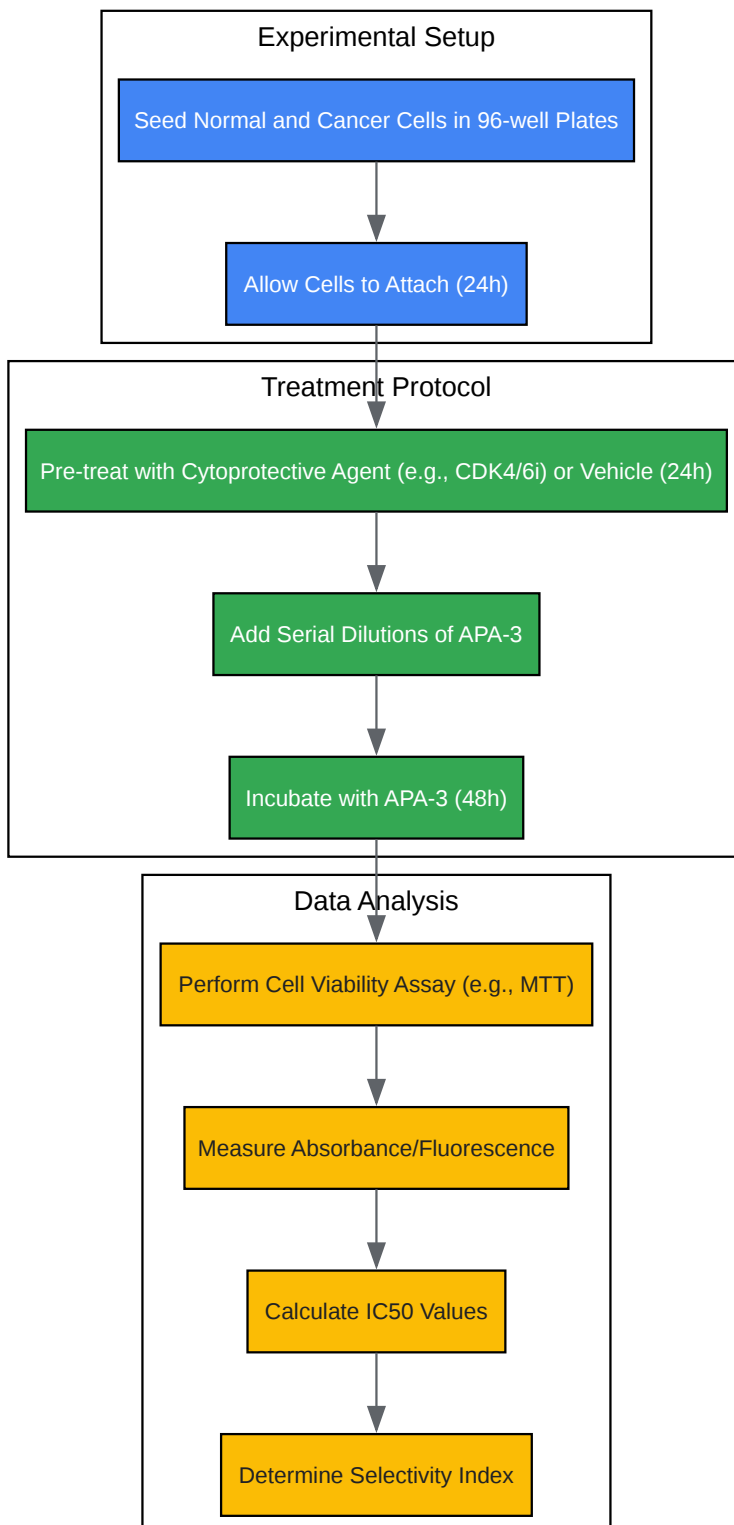 Experimental Setup
Seed Normal and Cancer Cells in 96-well Plates
Allow Cells to Attach (24h)
Treatment Protocol
Pre-treat with Cytoprotective Agent (e.g., CDK4/6i) or Vehicle (24h)
Add Serial Dilutions of APA-3
Incubate with APA-3 (48h)
Data Analysis
Perform Cell Viability Assay (e.g., MTT)
Measure Absorbance/Fluorescence
Calculate IC50 Values
Determine Selectivity Index